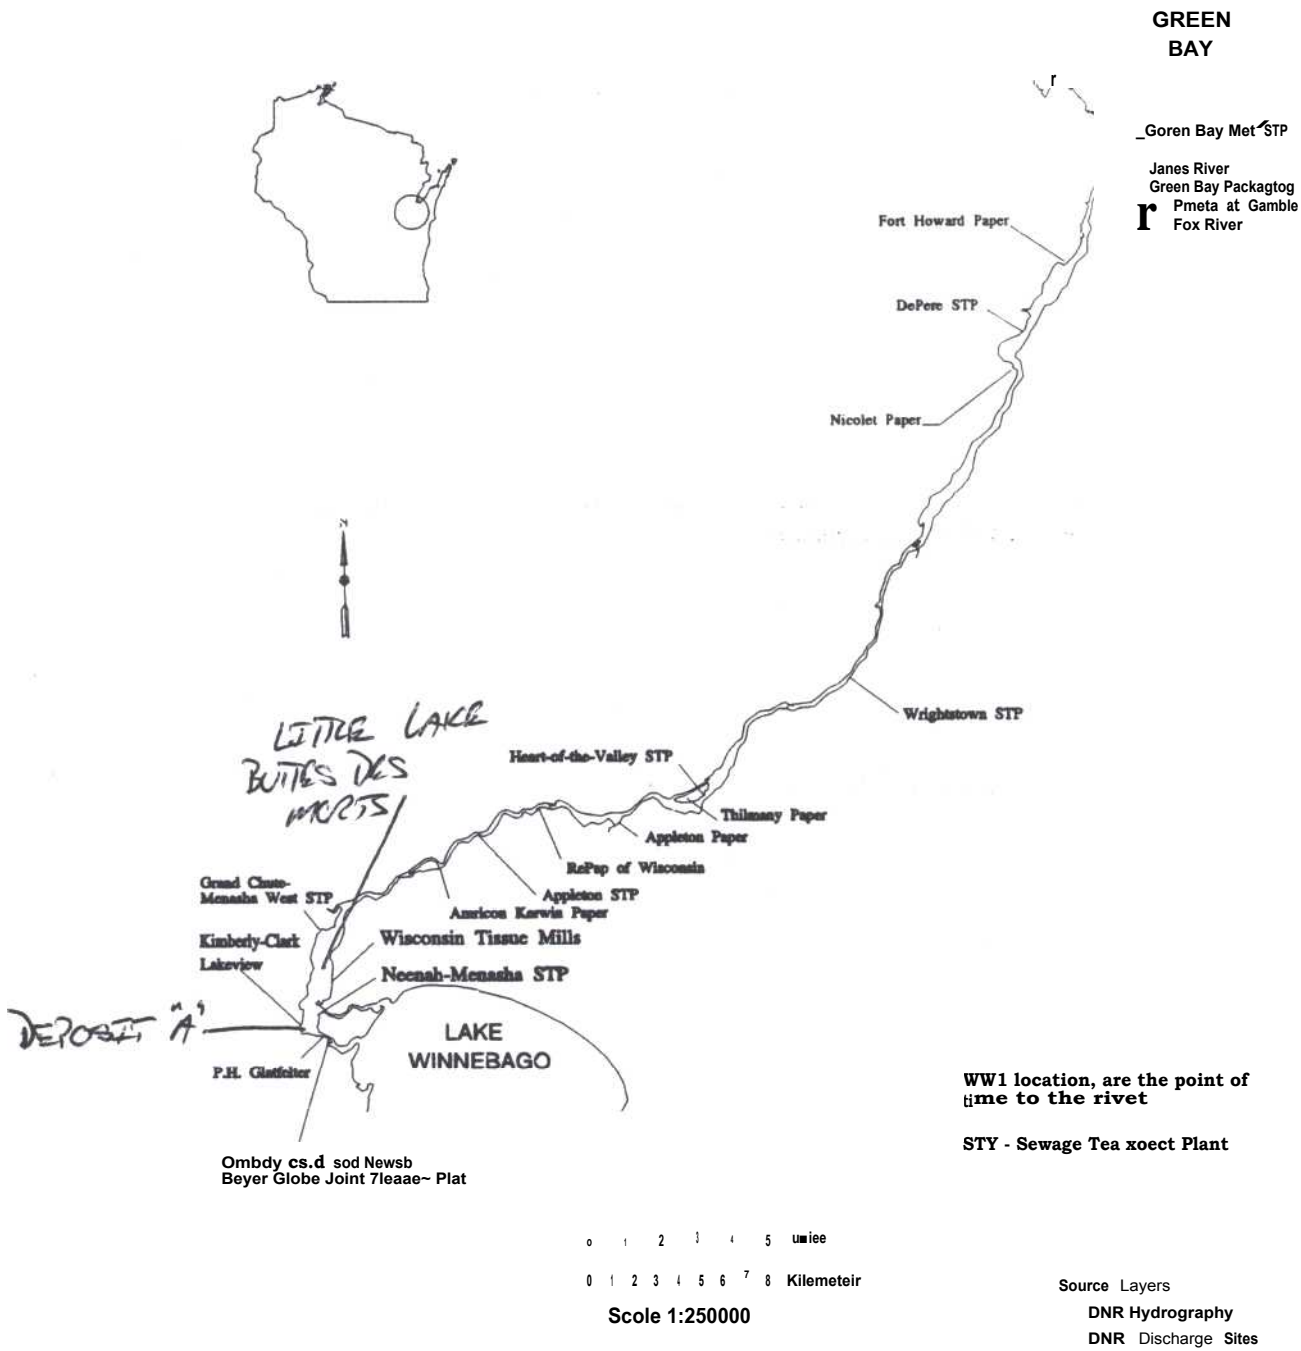 GREEN
BAY
r
_Goren Bay Met STP
Janes River
Green Bay Packagtog
r Pmeta at Gamble
Fox River
Fort Howard Paper
DePere STP
Nicolet Paper
N
Wrightstown STP
LITTLE LAKE
BUTTES DES
MORTS
Heart-of-the-Valley STP
Thilmany Paper
Appleton Paper
RePap of Wisconsin
Appleton STP
Amricon Kerwin Paper
Grand Chute-
Menasha West STP
Kimberly-Clark
Lakeview
Wisconsin Tissue Mills
Neenah-Menasha STP
DEPOSIT "A"
LAKE
WINNEBAGO
P.H. Glatfelter
Ombdy cs.d sod Newsb
Beyer Globe Joint 7leaae~ Plat
WW1 location, are the point of
time to the rivet
STY - Sewage Tea xoect Plant
o 1 2 3 4 5 u■iee
0 1 2 3 4 5 6 7 8 Kilemeteir
Scole 1:250000
Source Layers
DNR Hydrography
DNR Discharge Sites